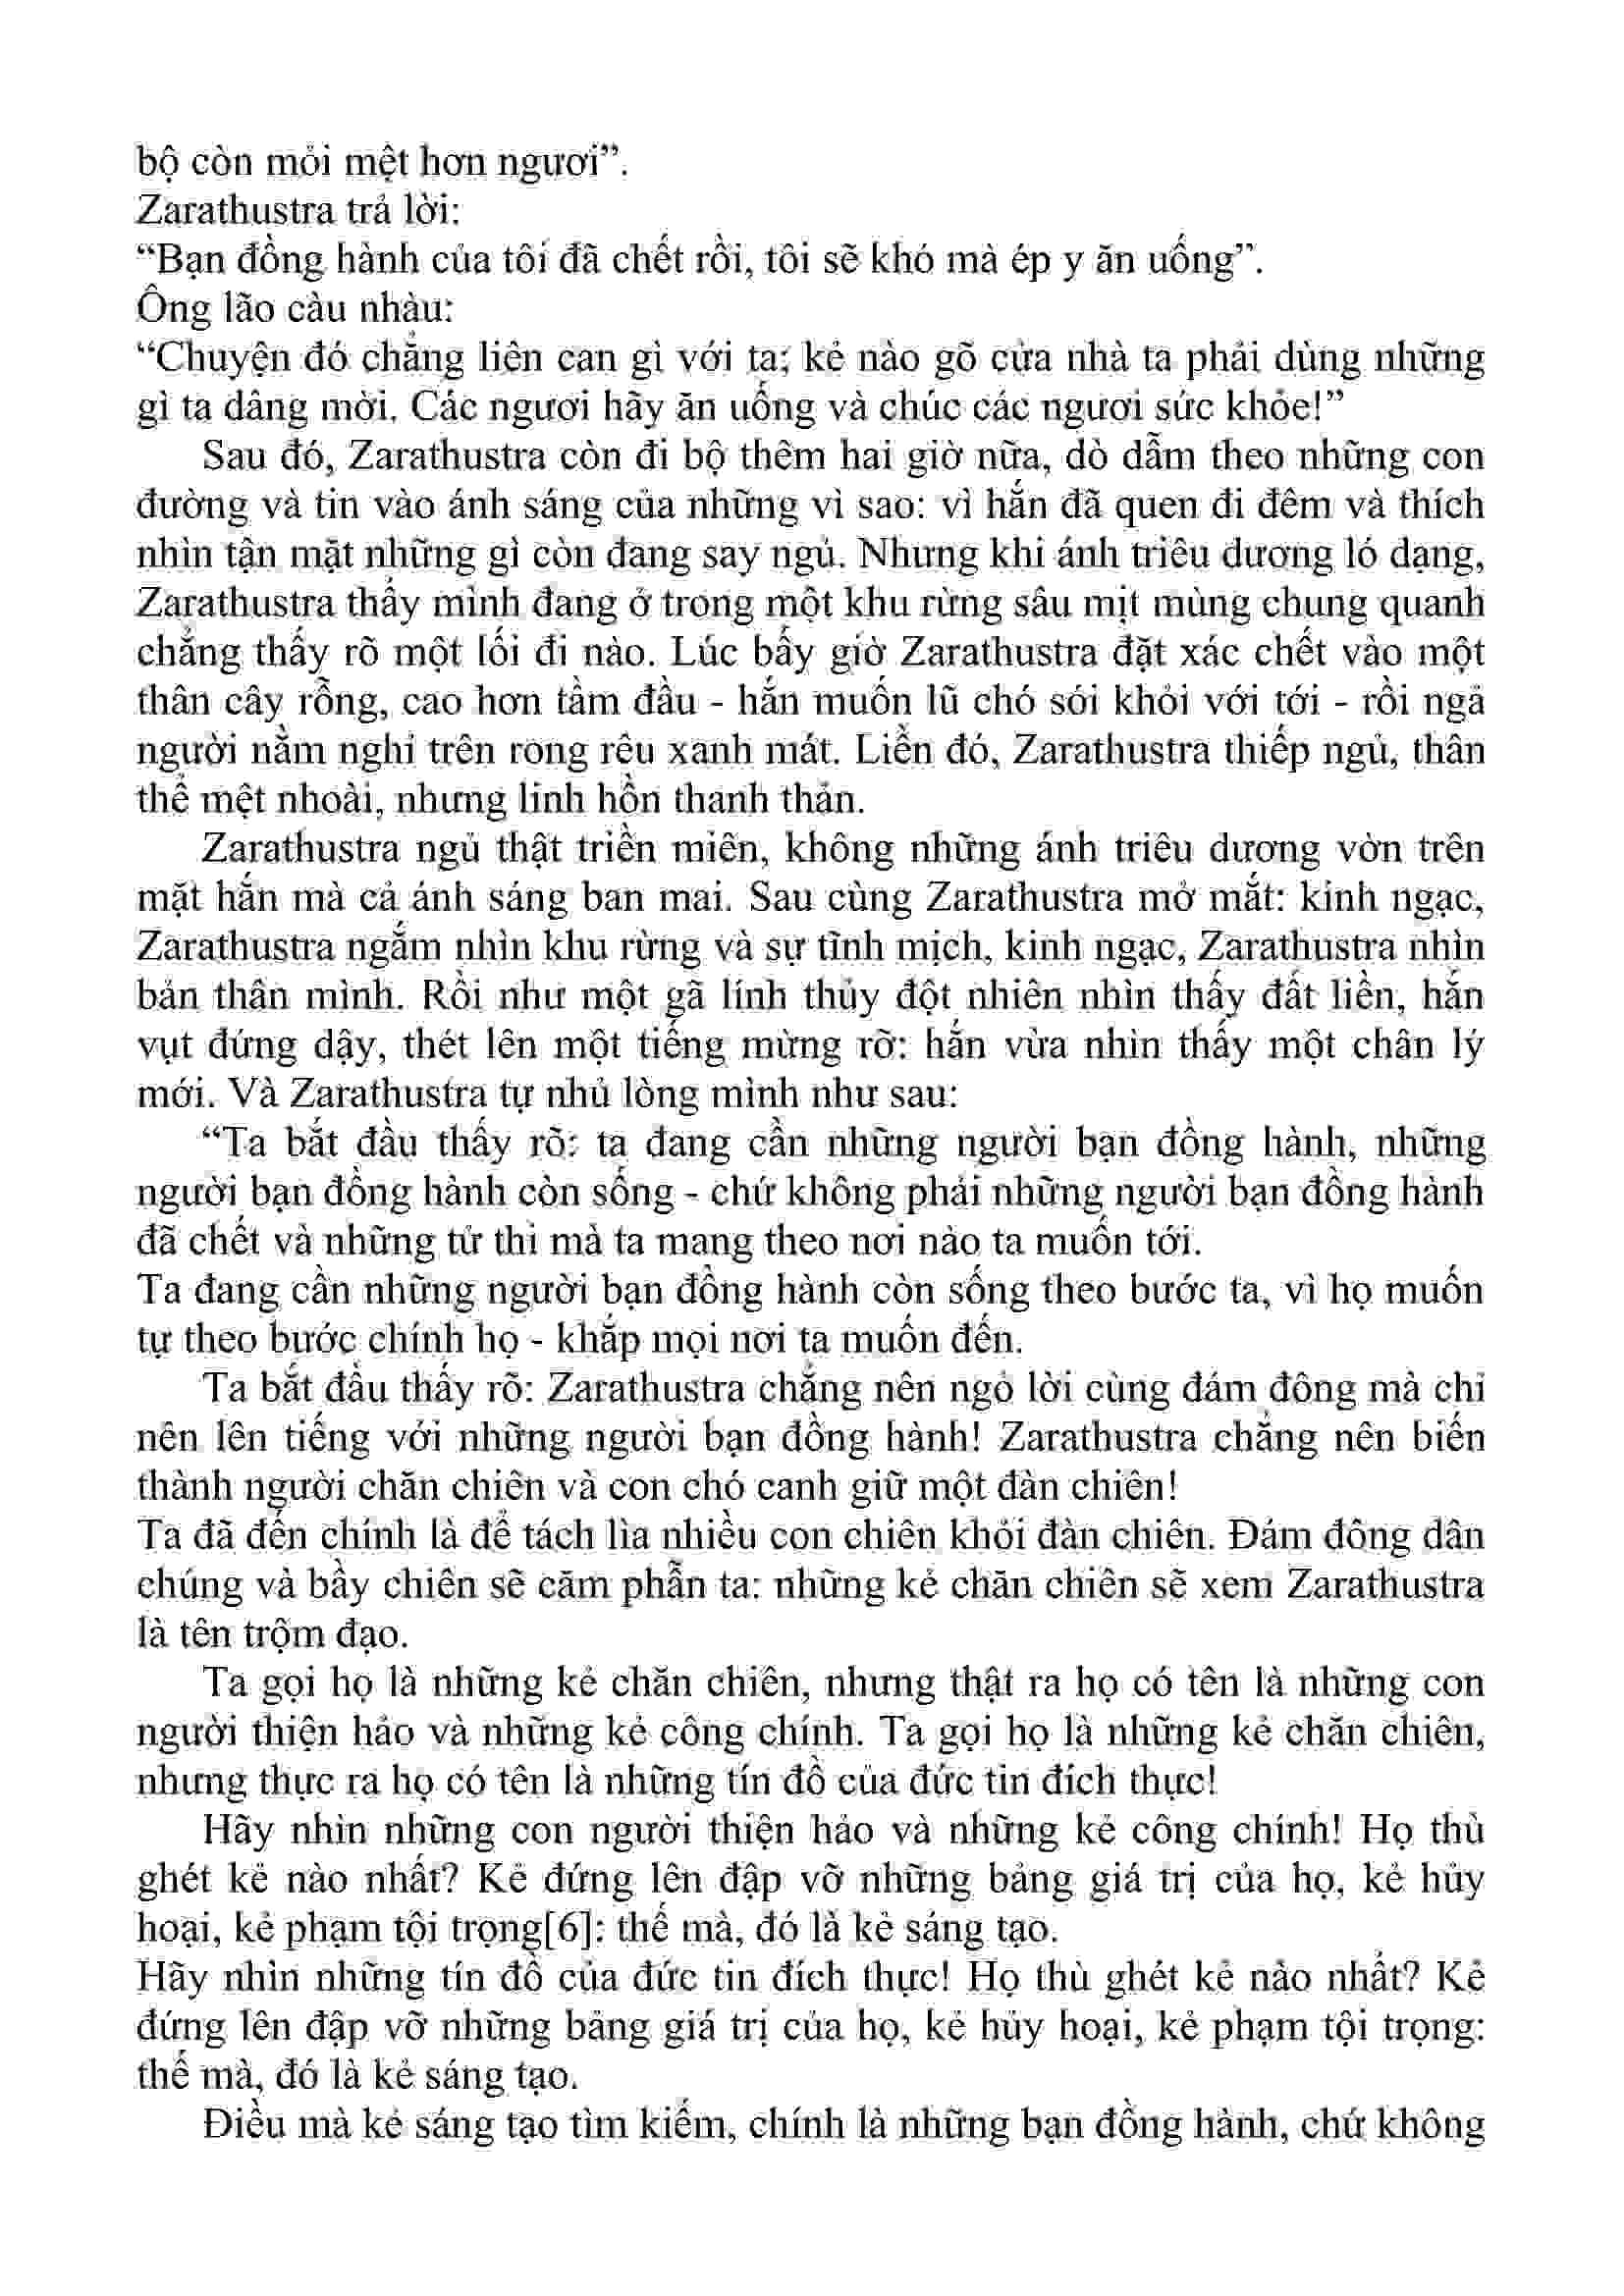 bộ còn mỏi mệt hơn ngươi”.
Zarathustra trả lời:
“Bạn đồng hành của tôi đã chết rồi, tôi sẽ khó mà ép y ăn uống”.
Ông lão càu nhàu:
“Chuyện đó chẳng liên can gì với ta; kẻ nào gõ cửa nhà ta phải dùng những
gì ta dâng mời. Các ngươi hãy ăn uống và chúc các ngươi sức khỏe!”
Sau đó, Zarathustra còn đi bộ thêm hai giờ nữa, dò dẫm theo những con
đường và tin vào ánh sáng của những vì sao: vì hắn đã quen đi đêm và thích
nhìn tận mặt những gì còn đang say ngủ. Nhưng khi ánh triêu dương ló dạng,
Zarathustra thấy mình đang ở trong một khu rừng sâu mịt mùng chung quanh
chẳng thấy rõ một lối đi nào. Lúc bấy giờ Zarathustra đặt xác chết vào một
thân cây rỗng, cao hơn tầm đầu - hắn muốn lũ chó sói khỏi với tới - rồi ngả
người nằm nghỉ trên rong rêu xanh mát. Liền đó, Zarathustra thiếp ngủ, thân
thể mệt nhoài, nhưng linh hồn thanh thản.
Zarathustra ngủ thật triền miên, không những ánh triêu dương vờn trên
mặt hắn mà cả ánh sáng ban mai. Sau cùng Zarathustra mở mắt: kinh ngạc,
Zarathustra ngắm nhìn khu rừng và sự tĩnh mịch, kinh ngạc, Zarathustra nhìn
bản thân mình. Rồi như một gã lính thủy đột nhiên nhìn thấy đất liền, hắn
vụt đứng dậy, thét lên một tiếng mừng rỡ: hắn vừa nhìn thấy một chân lý
mới. Và Zarathustra tự nhủ lòng mình như sau:
“Ta bắt đầu thấy rõ: ta đang cần những người bạn đồng hành, những
người bạn đồng hành còn sống - chứ không phải những người bạn đồng hành
đã chết và những tử thi mà ta mang theo nơi nào ta muốn tới.
Ta đang cần những người bạn đồng hành còn sống theo bước ta, vì họ muốn
tự theo bước chính họ - khắp mọi nơi ta muốn đến.
Ta bắt đầu thấy rõ: Zarathustra chẳng nên ngỏ lời cùng đám đông mà chỉ
nên lên tiếng với những người bạn đồng hành! Zarathustra chẳng nên biến
thành người chăn chiên và con chó canh giữ một đàn chiên!
Ta đã đến chính là để tách lìa nhiều con chiên khỏi đàn chiên. Đám đông dân
chúng và bầy chiên sẽ căm phẫn ta: những kẻ chăn chiên sẽ xem Zarathustra
là tên trộm đạo.
Ta gọi họ là những kẻ chăn chiên, nhưng thật ra họ có tên là những con
người thiện hảo và những kẻ công chính. Ta gọi họ là những kẻ chăn chiên,
nhưng thực ra họ có tên là những tín đồ của đức tin đích thực!
Hãy nhìn những con người thiện hảo và những kẻ công chính! Họ thù
ghét kẻ nào nhất? Kẻ đứng lên đập vỡ những bảng giá trị của họ, kẻ hủy
hoại, kẻ phạm tội trọng[6]: thế mà, đó là kẻ sáng tạo.
Hãy nhìn những tín đồ của đức tin đích thực! Họ thù ghét kẻ nào nhất? Kẻ
đứng lên đập vỡ những bảng giá trị của họ, kẻ hủy hoại, kẻ phạm tội trọng:
thế mà, đó là kẻ sáng tạo.
Điều mà kẻ sáng tạo tìm kiếm, chính là những bạn đồng hành, chứ không